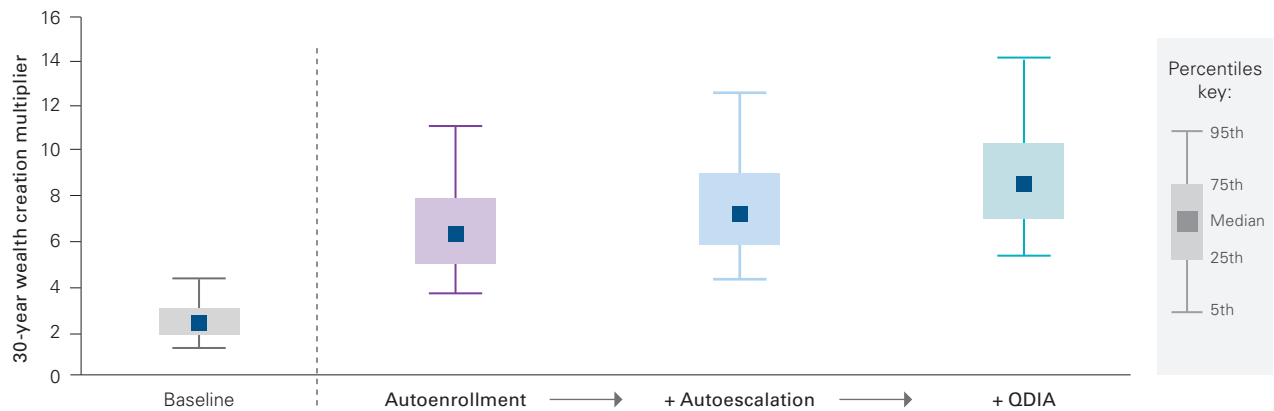 30-year wealth creation multiplier
16
14
12
10
8
6
4
2
0
Baseline
Autoenrollment
+ Autoescalation
+ QDIA
Percentiles
key:
95th
75th
Median
25th
5th